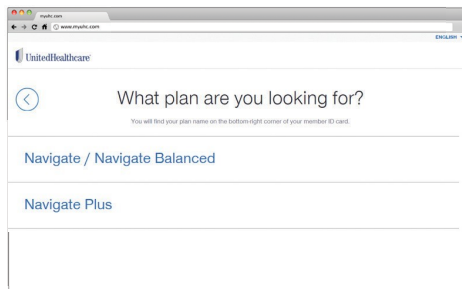 myuhc.com
www.myuhc.com
ENGLISH
UnitedHealthcare
What plan are you looking for?
You will find your plan name on the bottom-right corner of your member ID card.
Navigate / Navigate Balanced
Navigate Plus